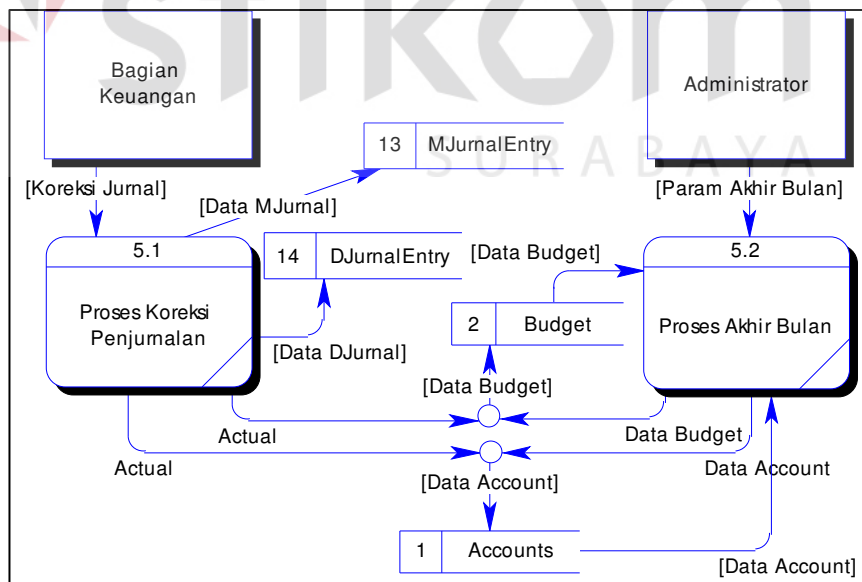 STIKOM
SURABAYA
Bagian
Keuangan
Administrator
13 MJurnalEntry
[Koreksi Jurnal]
[Param Akhir Bulan]
[Data MJurnal]
5.1
14 DJurnalEntry
[Data Budget]
5.2
Proses Koreksi
Penjurnalan
2 Budget
Proses Akhir Bulan
[Data DJurnal]
[Data Budget]
Actual
Data Budget
Actual
Data Account
[Data Account]
1 Accounts
[Data Account]